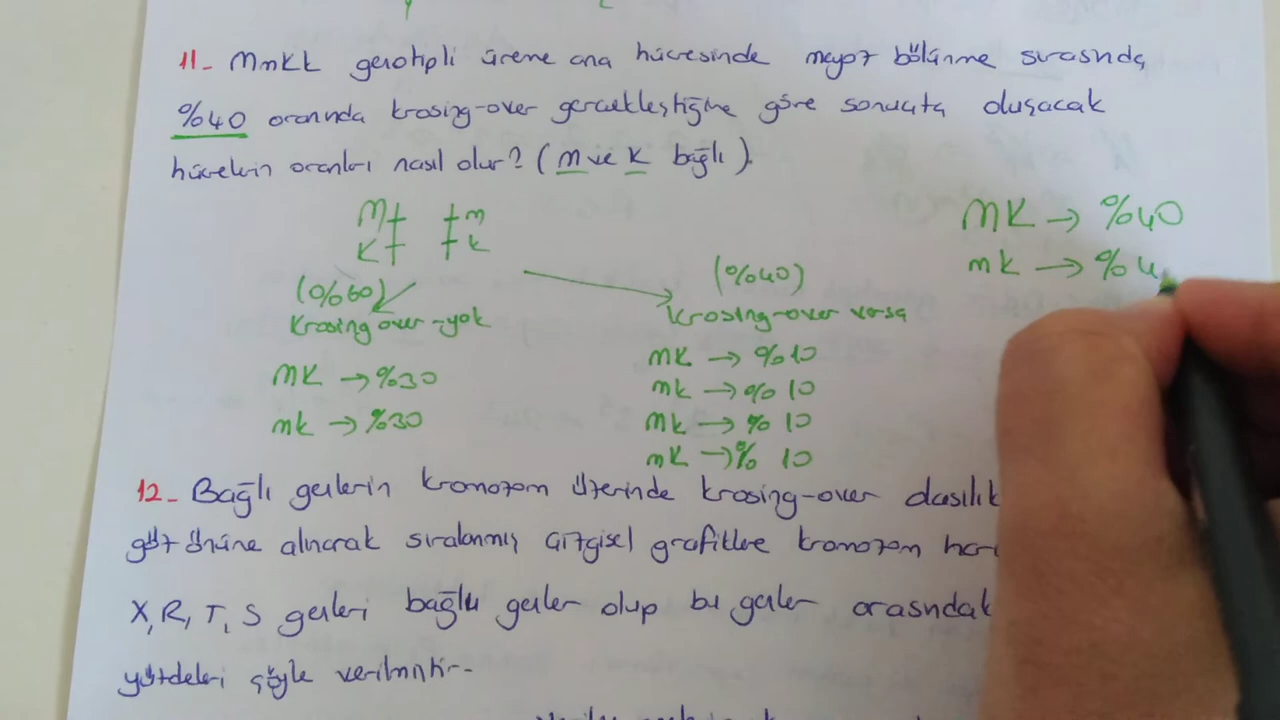 11- MmKk genotipli üreme ana hücresinde mayoz bölünme sırasında
%40 oranında krosing-over gerçekleştiğine göre sonuçta oluşacak
hücrelerin oranları nasıl olur? (M ve K bağlı).
M m
K k
(%60)
Krosing over-yok
MK → %30
mk → %30
(%40)
Krosing-over varsa
MK → %10
mk → %10
Mk → %10
mK → %10
MK → %40
mk → %4
12- Bağlı genlerin kromozom üzerinde krosing-over
göz önüne alınarak sıralanmış çizgisel grafiklere kromozom
X, R, T, S genleri bağlı genler olup bu genler arasındak
yüzdeleri şöyle verilmiştir.